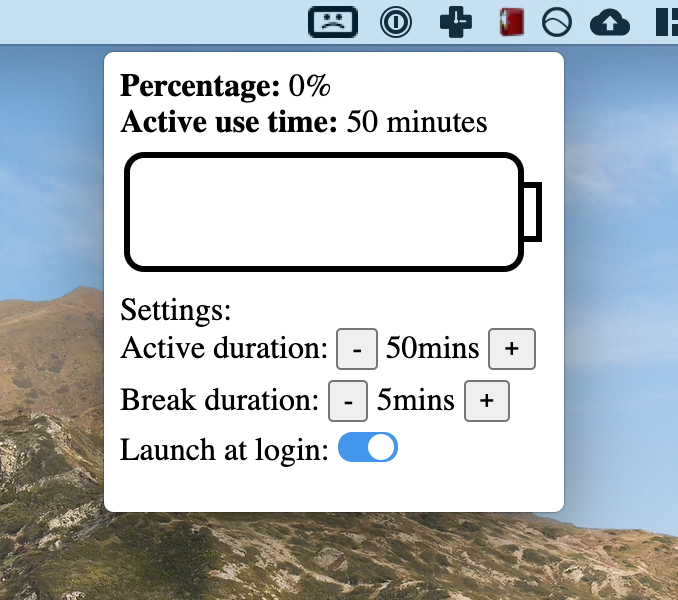 Percentage: 0%
Active use time: 50 minutes
Settings:
Active duration: - 50mins +
Break duration: - 5mins +
Launch at login: